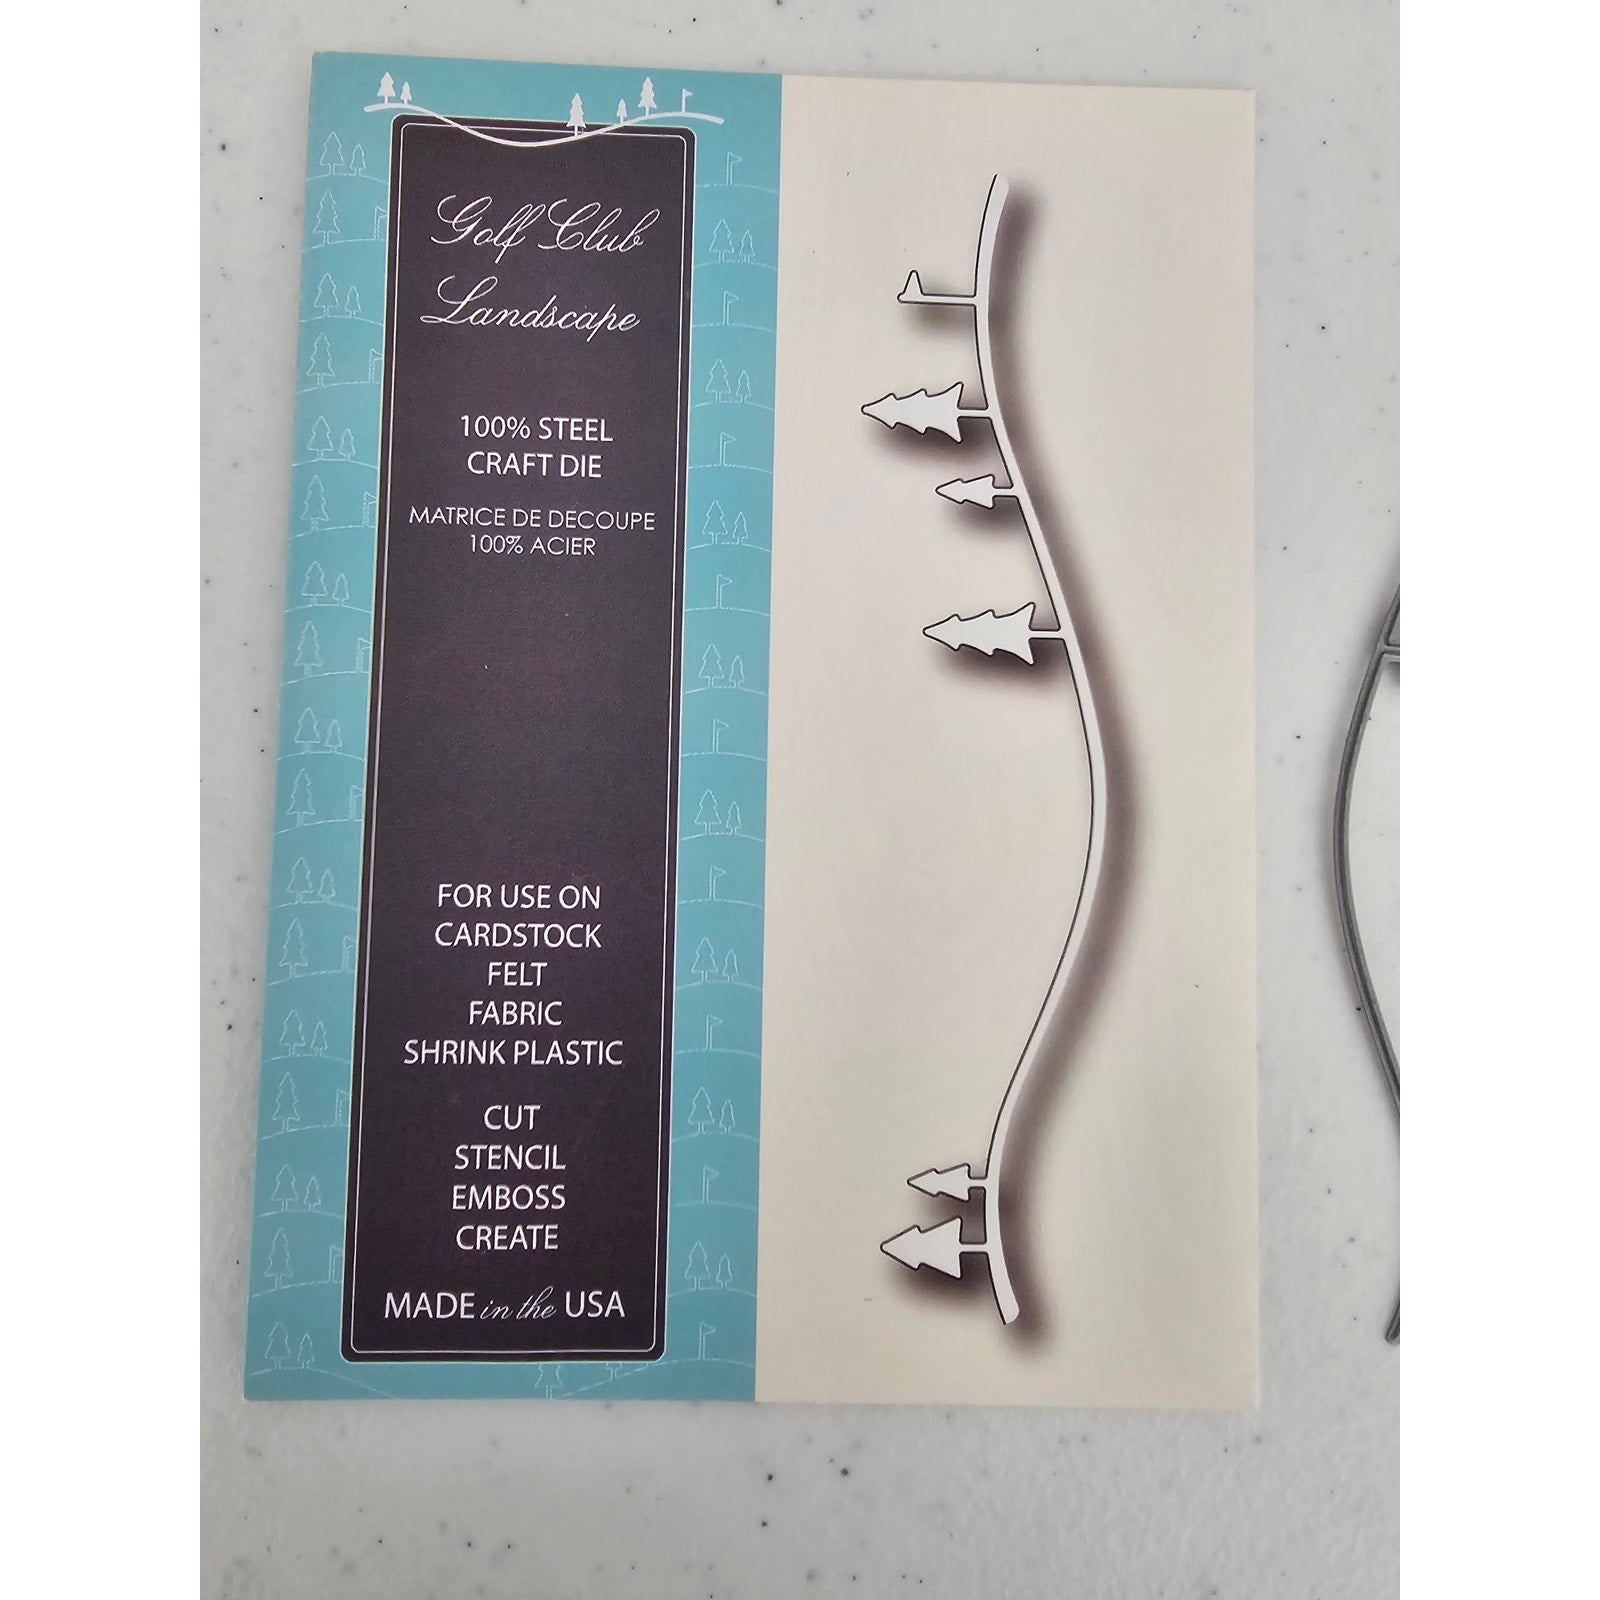 Golf Club
Landscape
100% STEEL
CRAFT DIE
MATRICE DE DECOUPE
100% ACIER
FOR USE ON
CARDSTOCK
FELT
FABRIC
SHRINK PLASTIC
CUT
STENCIL
EMBOSS
CREATE
MADE in the USA